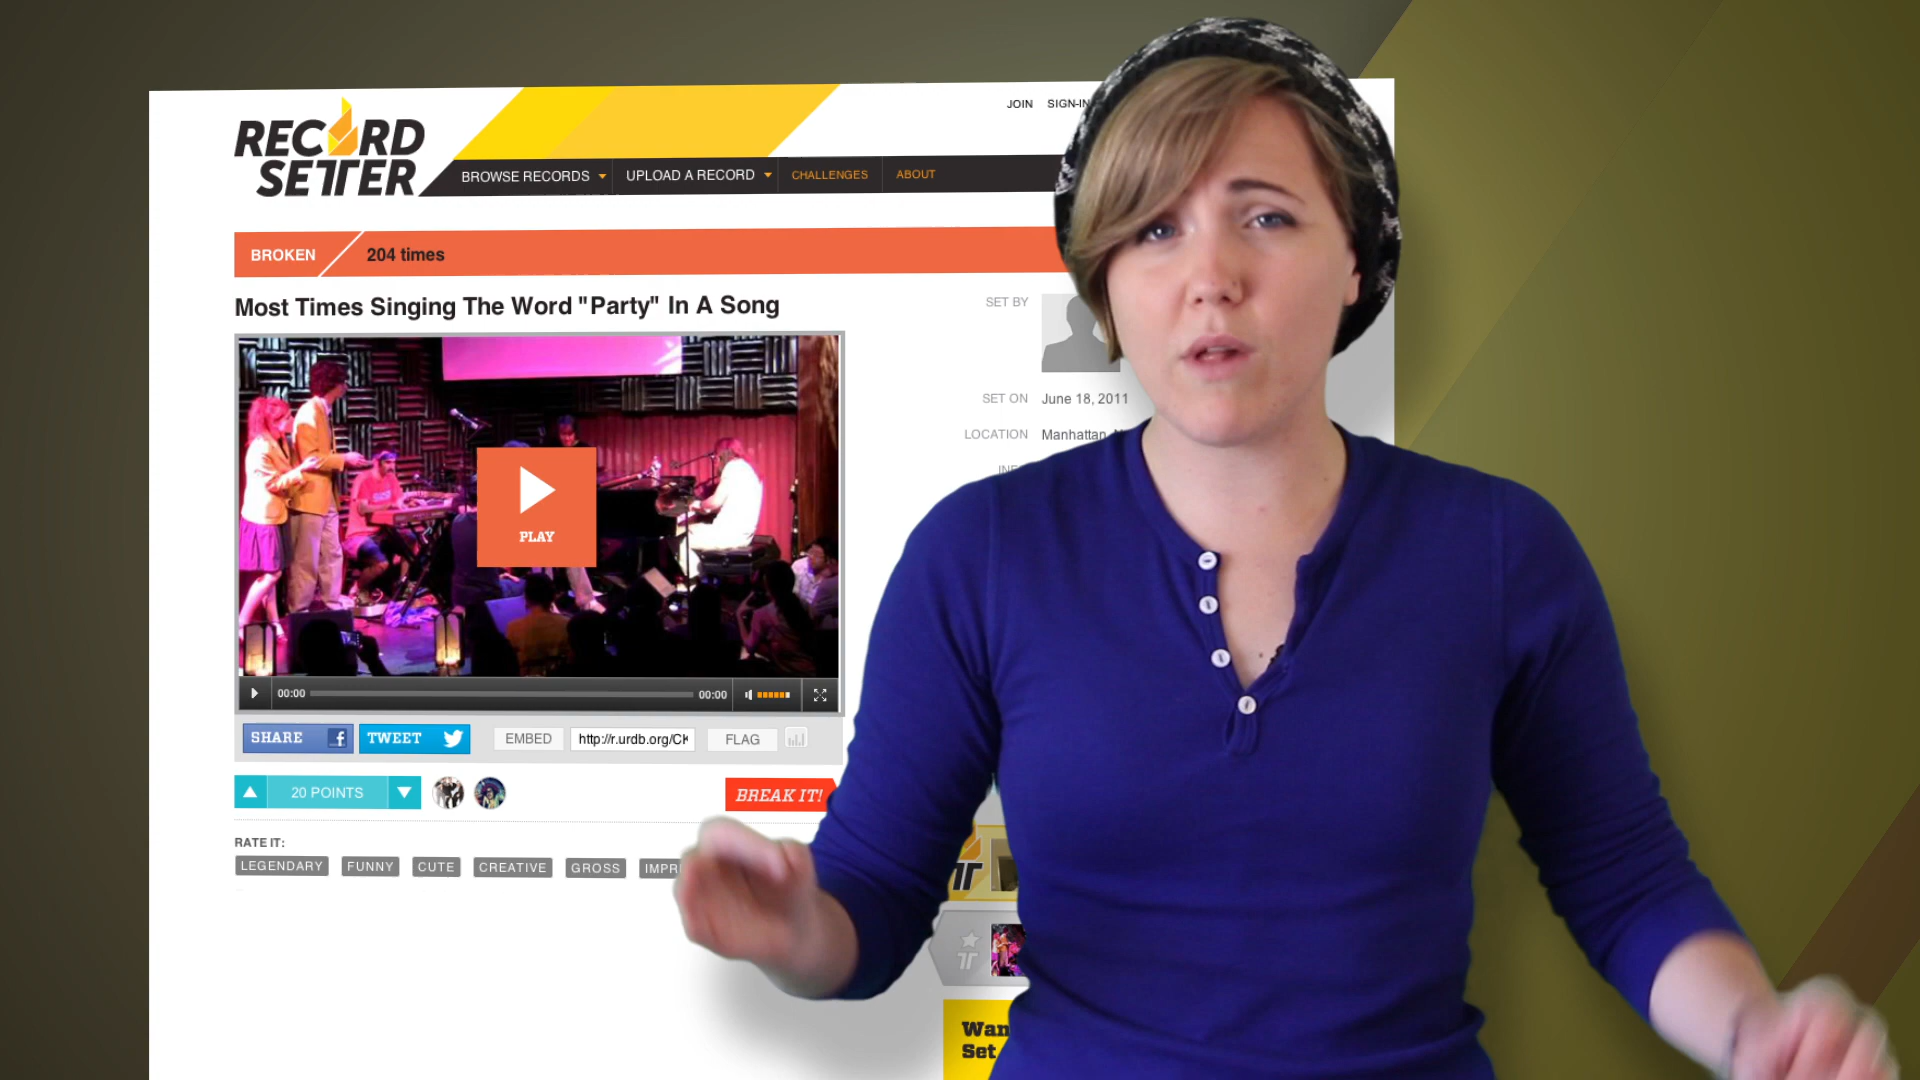 RECORD
SETTER
JOIN SIGN-IN
BROWSE RECORDS UPLOAD A RECORD CHALLENGES ABOUT
BROKEN 204 times
Most Times Singing The Word "Party" In A Song
SET BY
SET ON June 18, 2011
LOCATION Manhattan,
PLAY
00:00 00:00
SHARE f TWEET EMBED http://r.urdb.org/CK FLAG
20 POINTS
BREAK IT!
RATE IT:
LEGENDARY FUNNY CUTE CREATIVE GROSS
Set